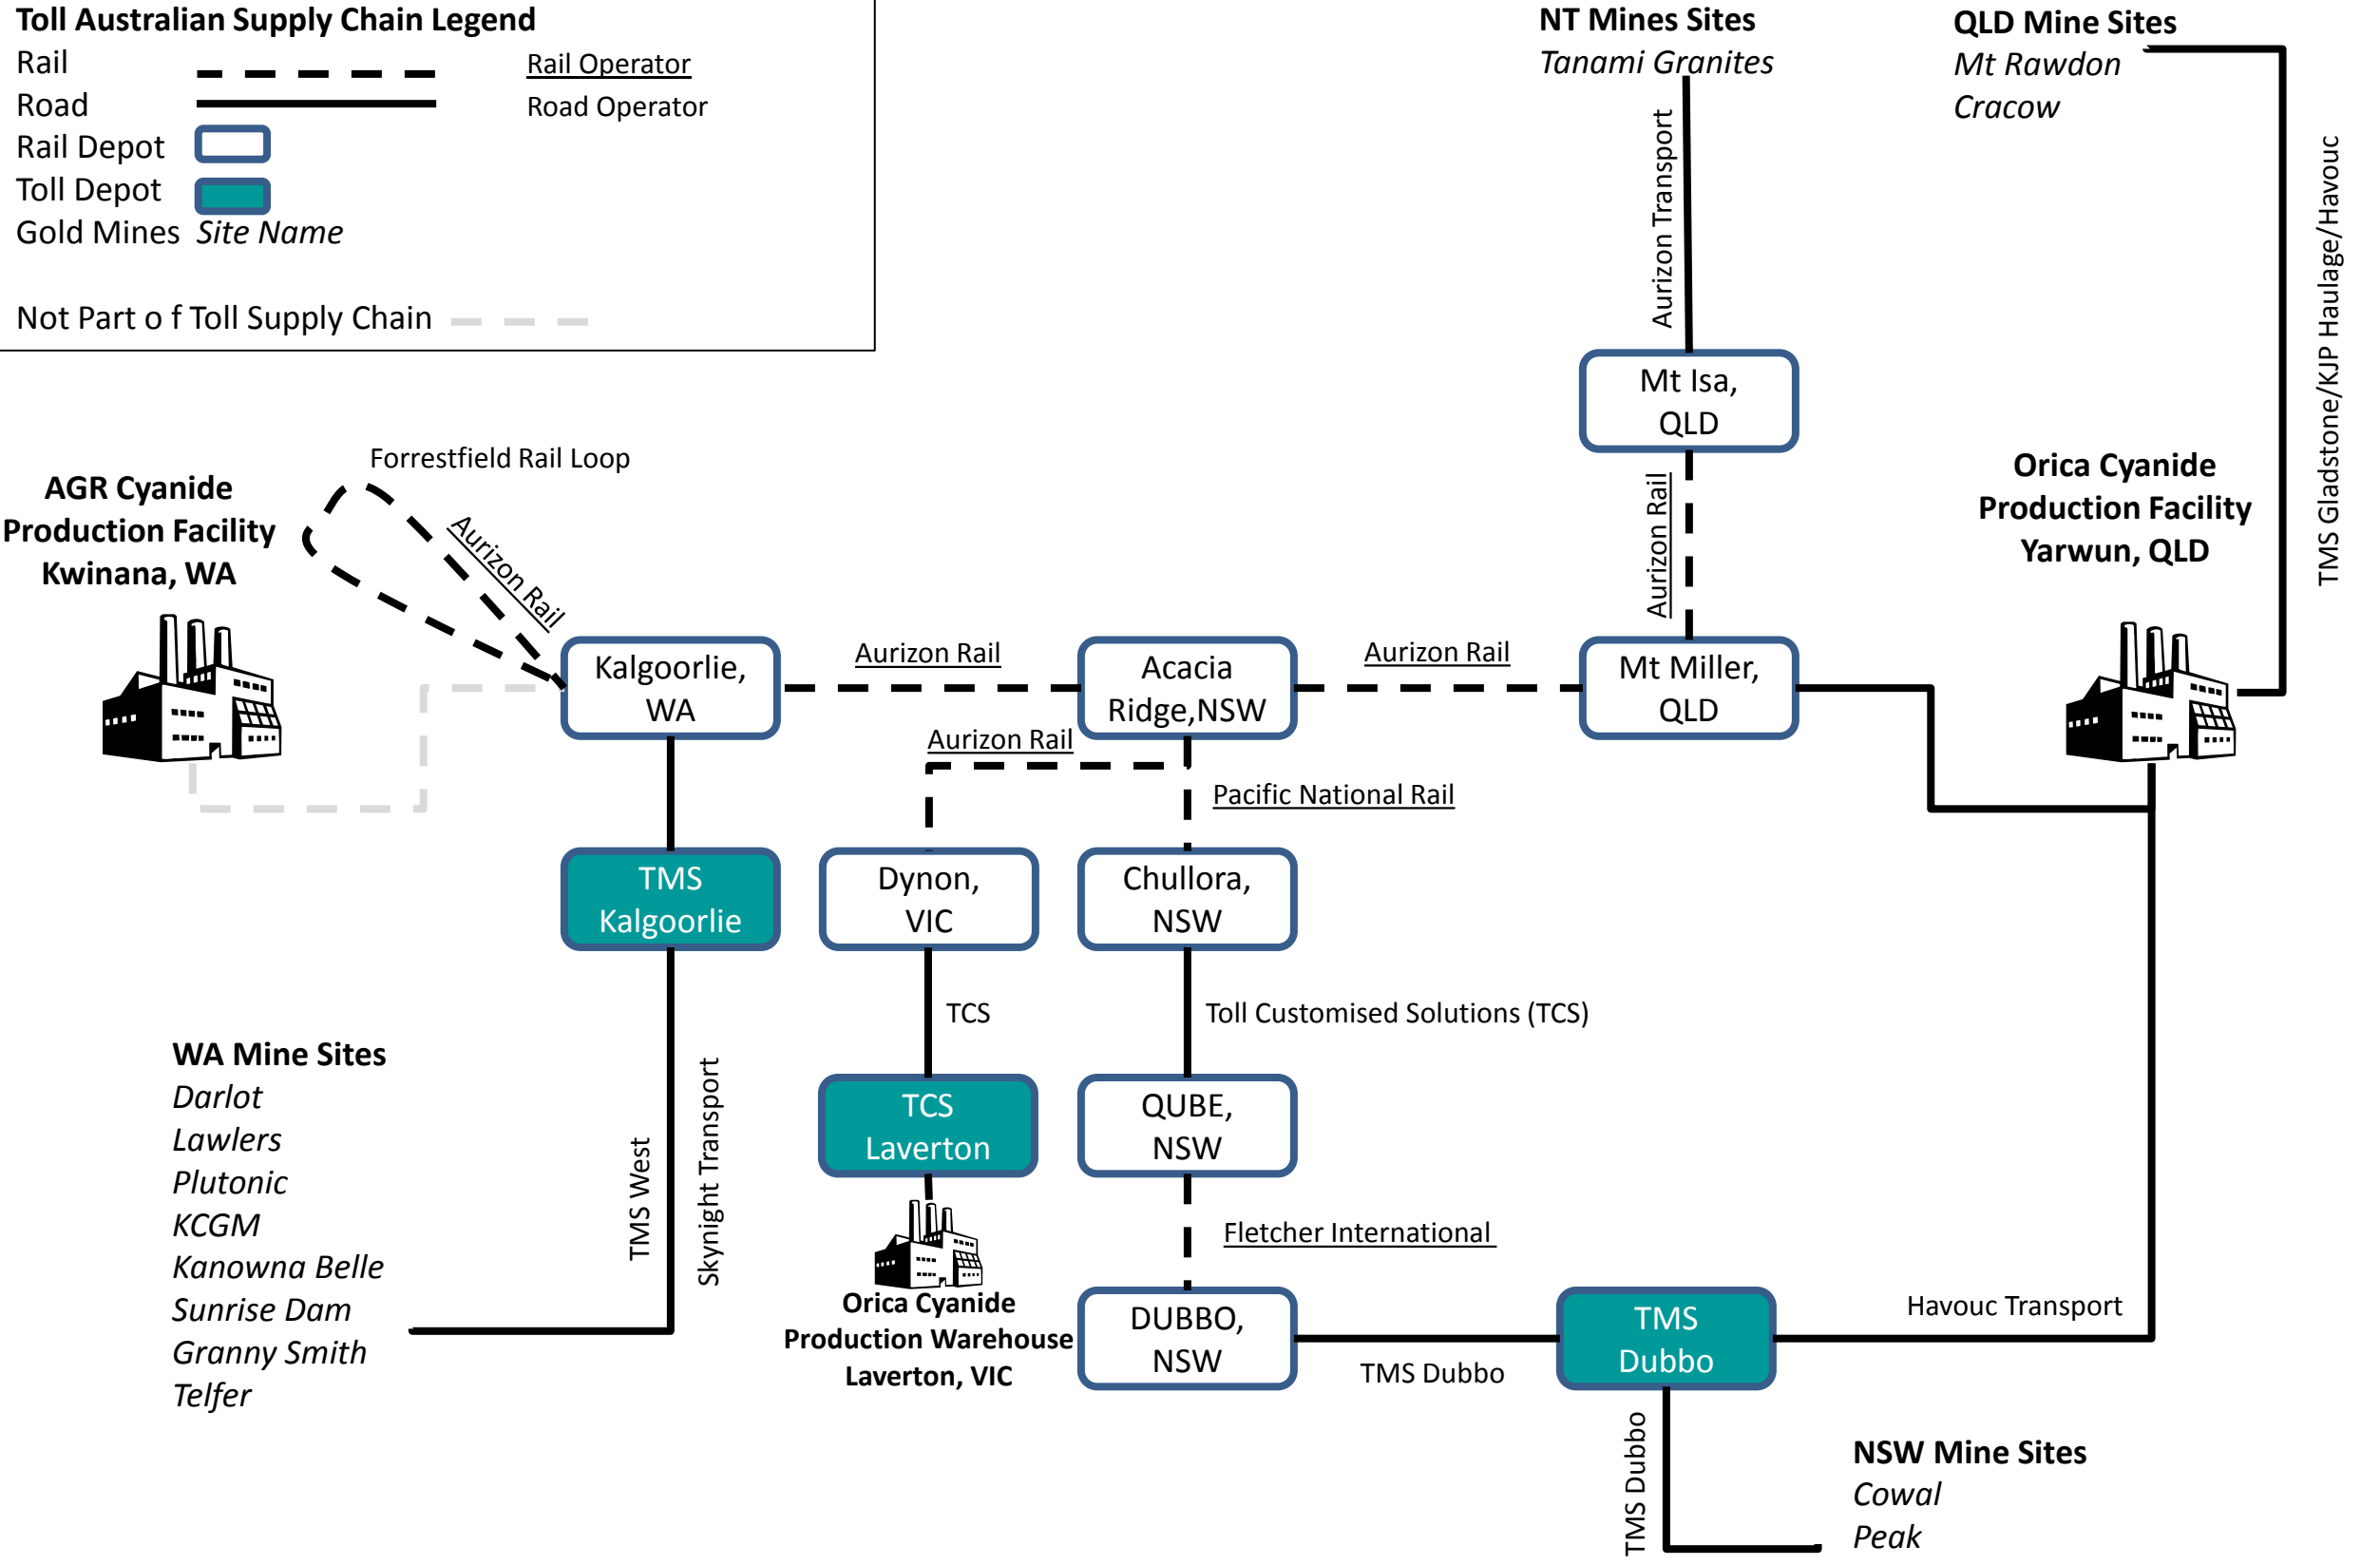 Toll Australian Supply Chain Legend
Rail
Rail Operator
Road
Road Operator
Rail Depot
Toll Depot
Gold Mines Site Name
Not Part o f Toll Supply Chain
NT Mines Sites
Tanami Granites
QLD Mine Sites
Mt Rawdon
Cracow
Aurizon Transport
TMS Gladstone/KJP Haulage/Havouc
Mt Isa,
QLD
Forrestfield Rail Loop
AGR Cyanide
Production Facility
Kwinana, WA
Aurizon Rail
Aurizon Rail
Orica Cyanide
Production Facility
Yarwun, QLD
Kalgoorlie,
WA
Aurizon Rail
Acacia
Ridge,NSW
Aurizon Rail
Mt Miller,
QLD
Aurizon Rail
Pacific National Rail
TMS
Kalgoorlie
Dynon,
VIC
Chullora,
NSW
TCS
Toll Customised Solutions (TCS)
WA Mine Sites
Darlot
Lawlers
Plutonic
KCGM
Kanowna Belle
Sunrise Dam
Granny Smith
Telfer
TMS West
Skynight Transport
TCS
Laverton
QUBE,
NSW
Fletcher International
Orica Cyanide
Production Warehouse
Laverton, VIC
DUBBO,
NSW
TMS Dubbo
TMS
Dubbo
Havouc Transport
TMS Dubbo
NSW Mine Sites
Cowal
Peak